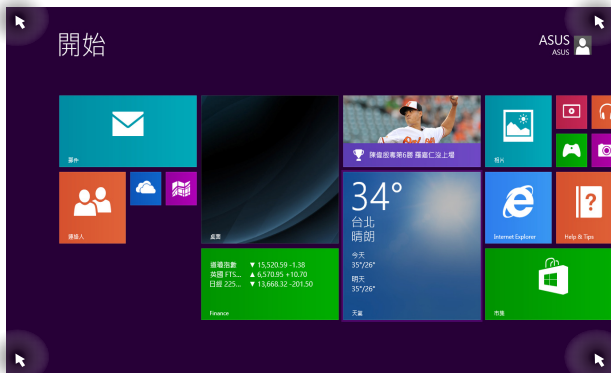 開始
ASUS
ASUS
郵件
桌面
陳偉殷奪第6勝 羅嘉仁沒上場
相片
連絡人
34°
台北
晴朗
今天
35°/26°
明天
35°/26°
天氣
Internet Explorer
Help & Tips
道瓊指數 ▼ 15,520.59 -1.38
英國 FTS... ▲ 6,570.95 +10.70
日經 225... ▼ 13,668.32 -201.50
Finance
市集